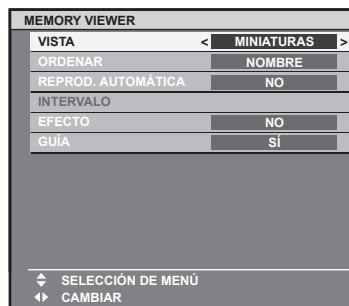 MEMORY VIEWER
VISTA < MINIATURAS >
ORDENAR NOMBRE
REPROD. AUTOMÁTICA NO
INTERVALO
EFECTO NO
GUÍA SÍ
SELECCIÓN DE MENÚ
CAMBIAR